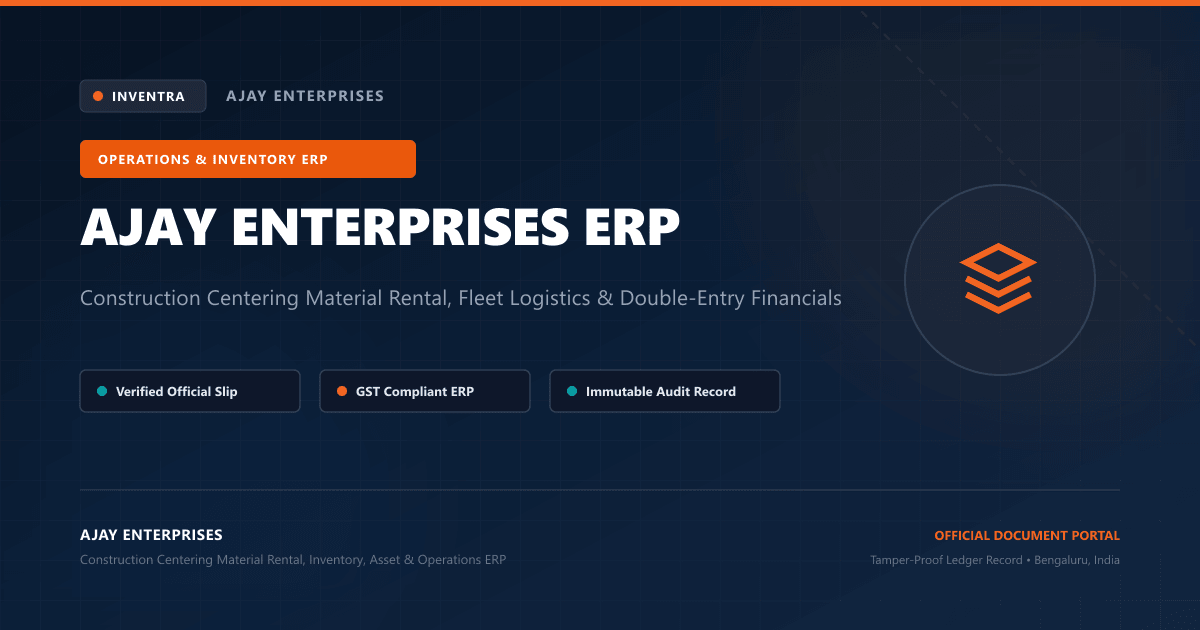 INVENTRA AJAY ENTERPRISES
OPERATIONS & INVENTORY ERP
AJAY ENTERPRISES ERP
Construction Centering Material Rental, Fleet Logistics & Double-Entry Financials
Verified Official Slip GST Compliant ERP Immutable Audit Record
AJAY ENTERPRISES OFFICIAL DOCUMENT PORTAL
Construction Centering Material Rental, Inventory, Asset & Operations ERP Tamper-Proof Ledger Record • Bengaluru, India